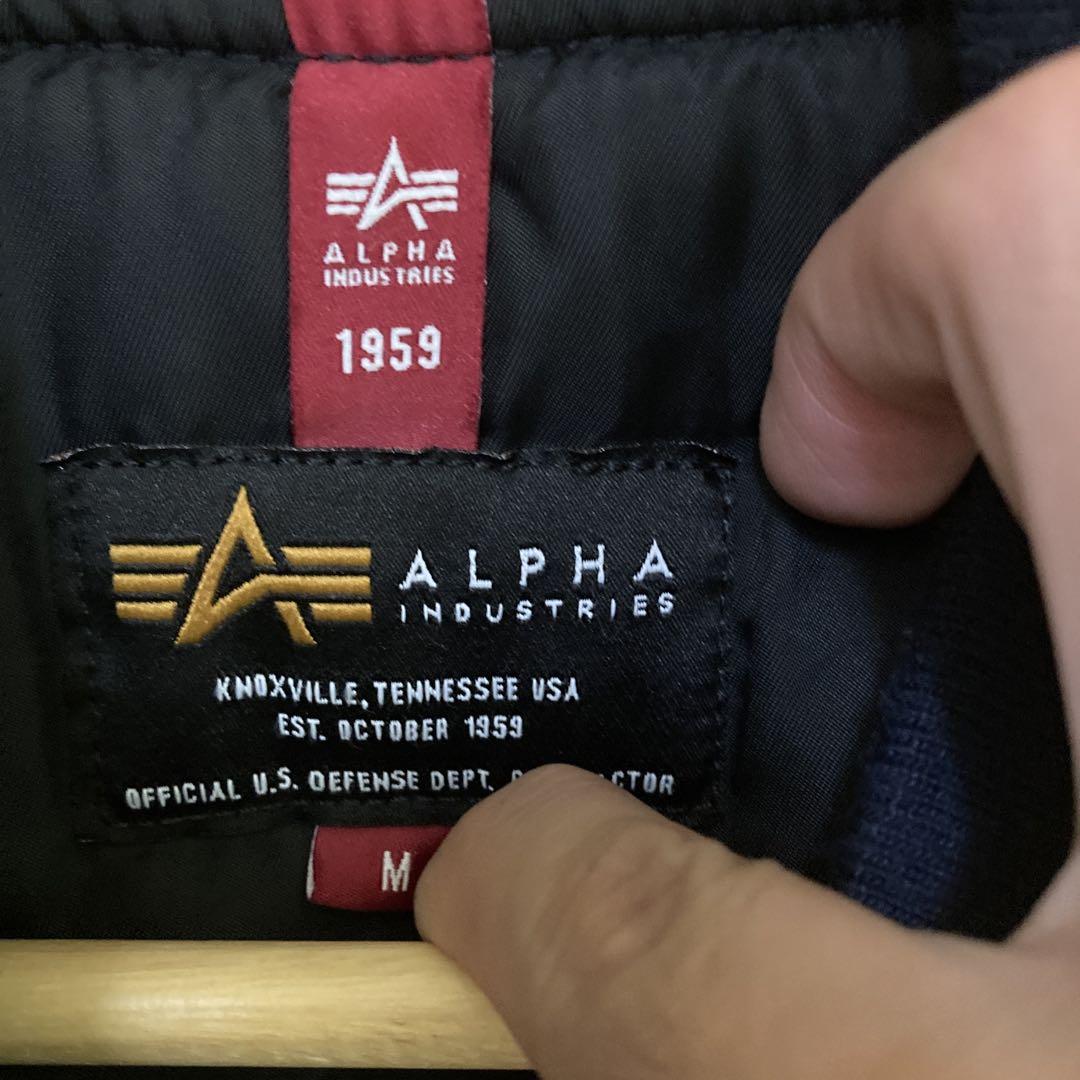 ALPHA
INDUSTRIES
1959
ALPHA
INDUSTRIES
KNOXVILLE, TENNESSEE USA
EST. OCTOBER 1959
OFFICIAL U.S. DEFENSE DEPT.
M